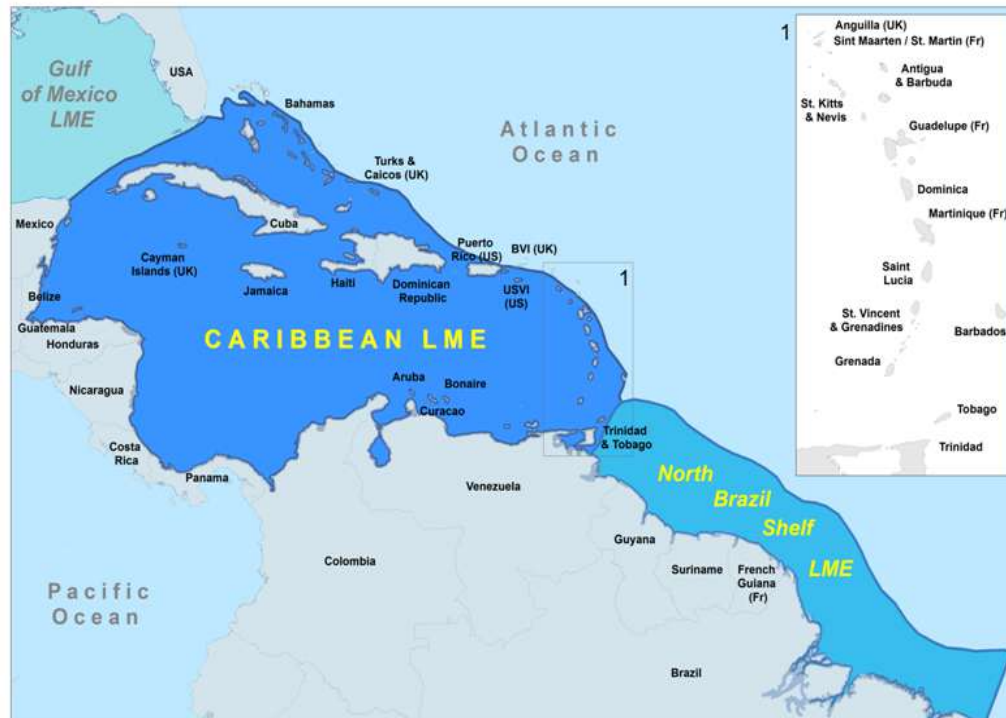 Gulf
of Mexico
LME
USA
Bahamas
Atlantic
Ocean
Turks &
Caicos (UK)
Mexico
Cuba
Cayman
Islands (UK)
Jamaica
Haiti
Dominican
Republic
Puerto
Rico (US)
BVI (UK)
USVI
(US)
1
Belize
Guatemala
Honduras
CARIBBEAN LME
Nicaragua
Aruba
Bonaire
Curacao
Costa
Rica
Panama
Trinidad
& Tobago
Venezuela
Colombia
Guyana
Suriname
French
Guiana
(Fr)
Brazil
North
Brazil
Shelf
LME
Pacific
Ocean
1
Anguilla (UK)
Sint Maarten / St. Martin (Fr)
Antigua
& Barbuda
St. Kitts
& Nevis
Guadelupe (Fr)
Dominica
Martinique (Fr)
Saint
Lucia
St. Vincent
& Grenadines
Barbados
Grenada
Tobago
Trinidad